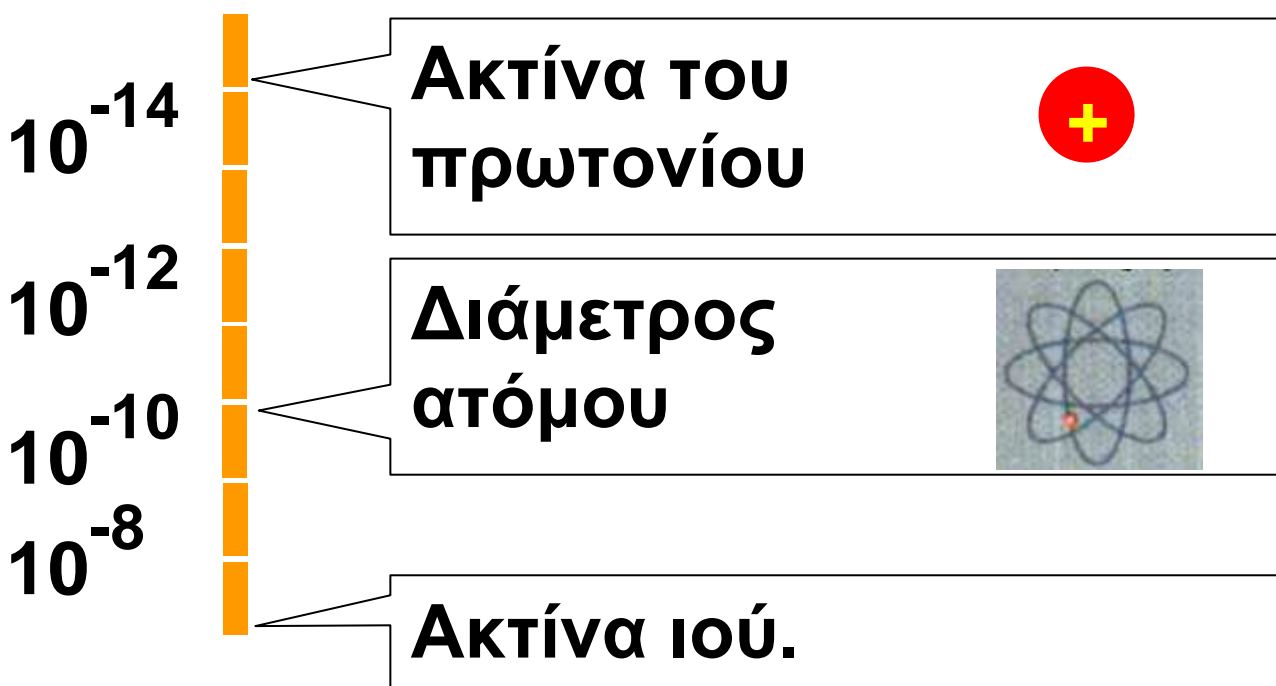 10^-14
Ακτίνα του
πρωτονίου
+
10^-12
Διάμετρος
ατόμου
10^-10
10^-8
Ακτίνα ιού.